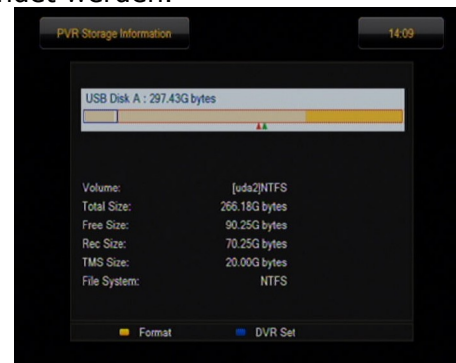 PVR Storage Information 14:09
USB Disk A : 297.43G bytes
Volume: [uda2]NTFS
Total Size: 266.18G bytes
Free Size: 90.25G bytes
Rec Size: 70.25G bytes
TMS Size: 20.00G bytes
File System: NTFS
Format DVR Set